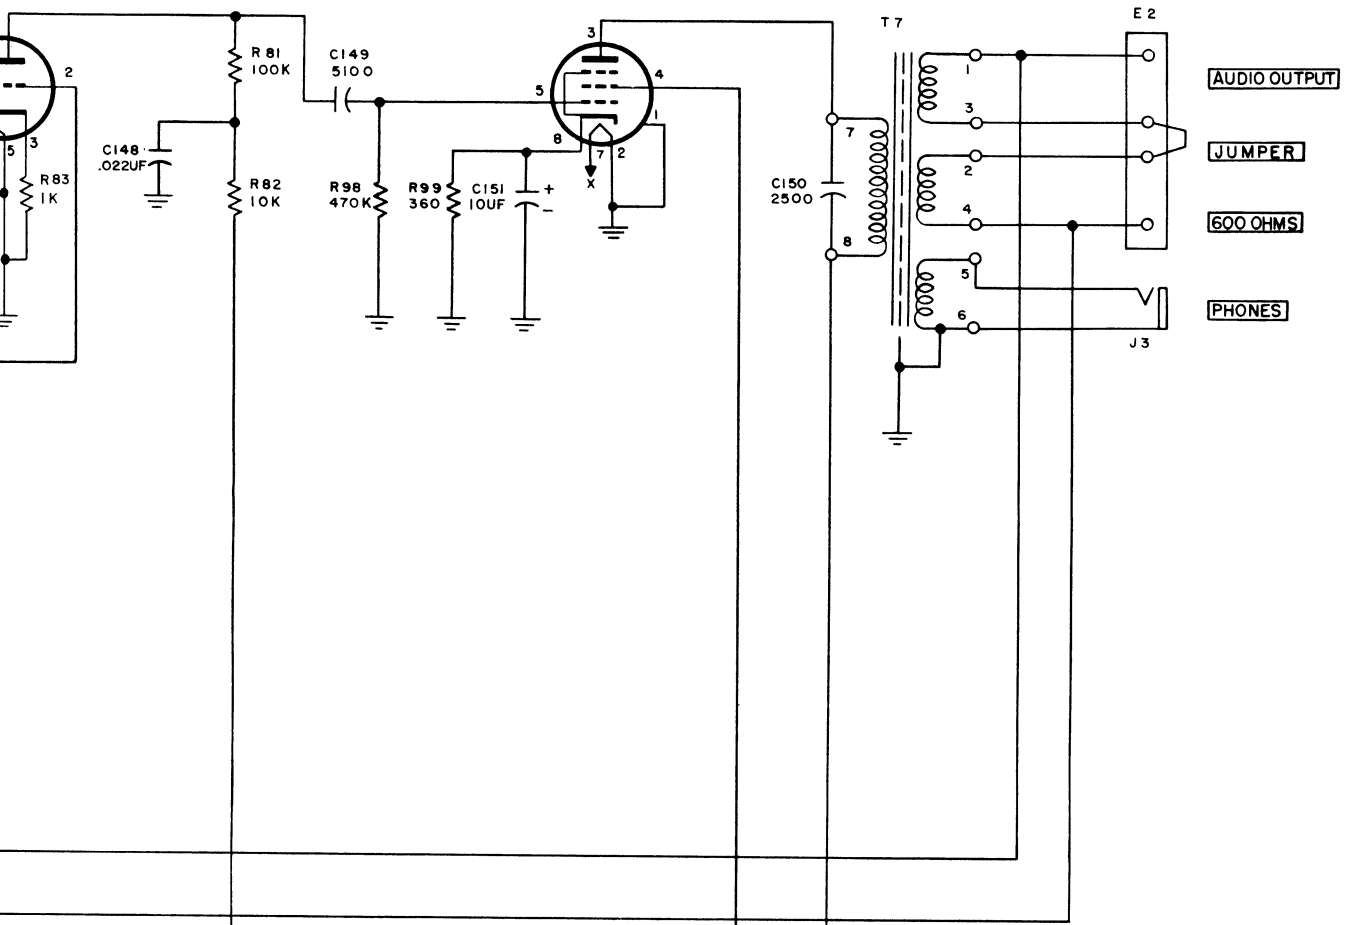 E2
T7
3
R81
100K
C149
5100
2
1
AUDIO OUTPUT
4
5
3
1
7
C148
.022UF
5
3
8
7
2
JUMPER
2
R83
1K
R82
10K
R98
470K
R99
360
C151
10UF
+
−
X
C150
2500
4
600 OHMS
8
5
6
PHONES
J3